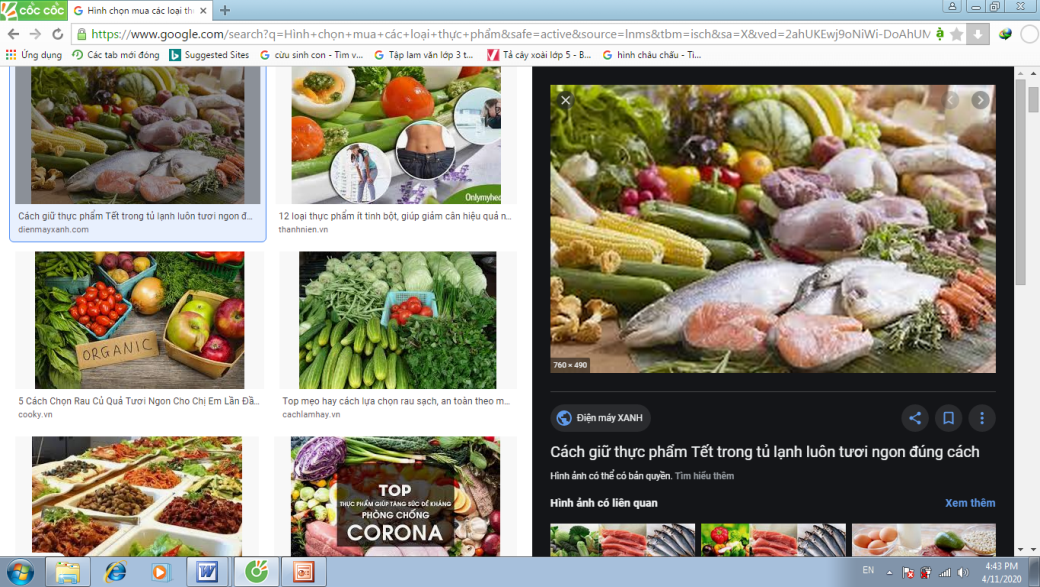 cốc cốc
Hình chọn mua các loại thự
https://www.google.com/search?q=Hình+chọn+mua+các+loại+thực+phẩm&safe=active&source=lnms&tbm=isch&sa=X&ved=2ahUKEwj9oNiWi-DoAhUM
Ứng dụng
Các tab mới đóng
Suggested Sites
cừu sinh con - Tìm v...
Tập làm văn lớp 3 t...
Tả cây xoài lớp 5 - B...
hình châu chấu - Tì...
Onlymyhea
Cách giữ thực phẩm Tết trong tủ lạnh luôn tươi ngon đ...
dienmayxanh.com
12 loại thực phẩm ít tinh bột, giúp giảm cân hiệu quả n...
thanhnien.vn
ORGANIC
5 Cách Chọn Rau Củ Quả Tươi Ngon Cho Chị Em Lần Đầ...
cooky.vn
Top mẹo hay cách lựa chọn rau sạch, an toàn theo m...
cachlamhay.vn
TOP
THỰC PHẨM GIÚP TĂNG SỨC ĐỀ KHÁNG
PHÒNG CHỐNG
CORONA
760 × 490
Điện máy XANH
Cách giữ thực phẩm Tết trong tủ lạnh luôn tươi ngon đúng cách
Hình ảnh có thể có bản quyền. Tìm hiểu thêm
Hình ảnh có liên quan
Xem thêm
EN
4:43 PM
4/11/2020